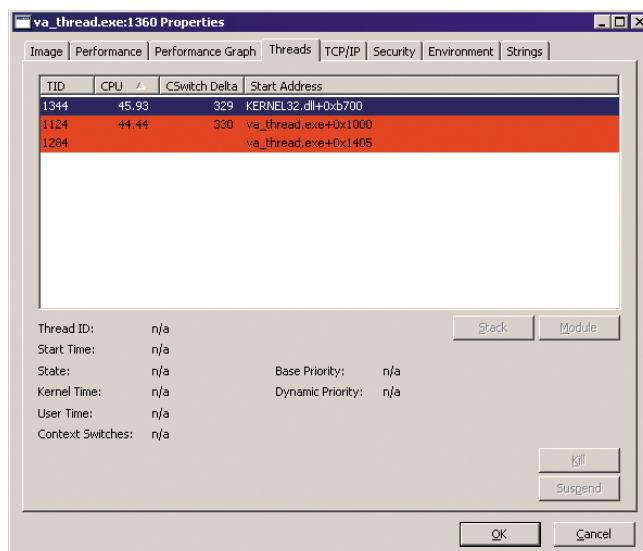 va_thread.exe:1360 Properties
Image Performance Performance Graph Threads TCP/IP Security Environment Strings
TID CPU CSwitch Delta Start Address
1344 45.93 329 KERNEL32.dll+0xb700
1124 44.44 330 va_thread.exe+0x1000
1284 va_thread.exe+0x1405
Thread ID: n/a Stack Module
Start Time: n/a
State: n/a Base Priority: n/a
Kernel Time: n/a Dynamic Priority: n/a
User Time: n/a
Context Switches: n/a
Kill
Suspend
OK Cancel